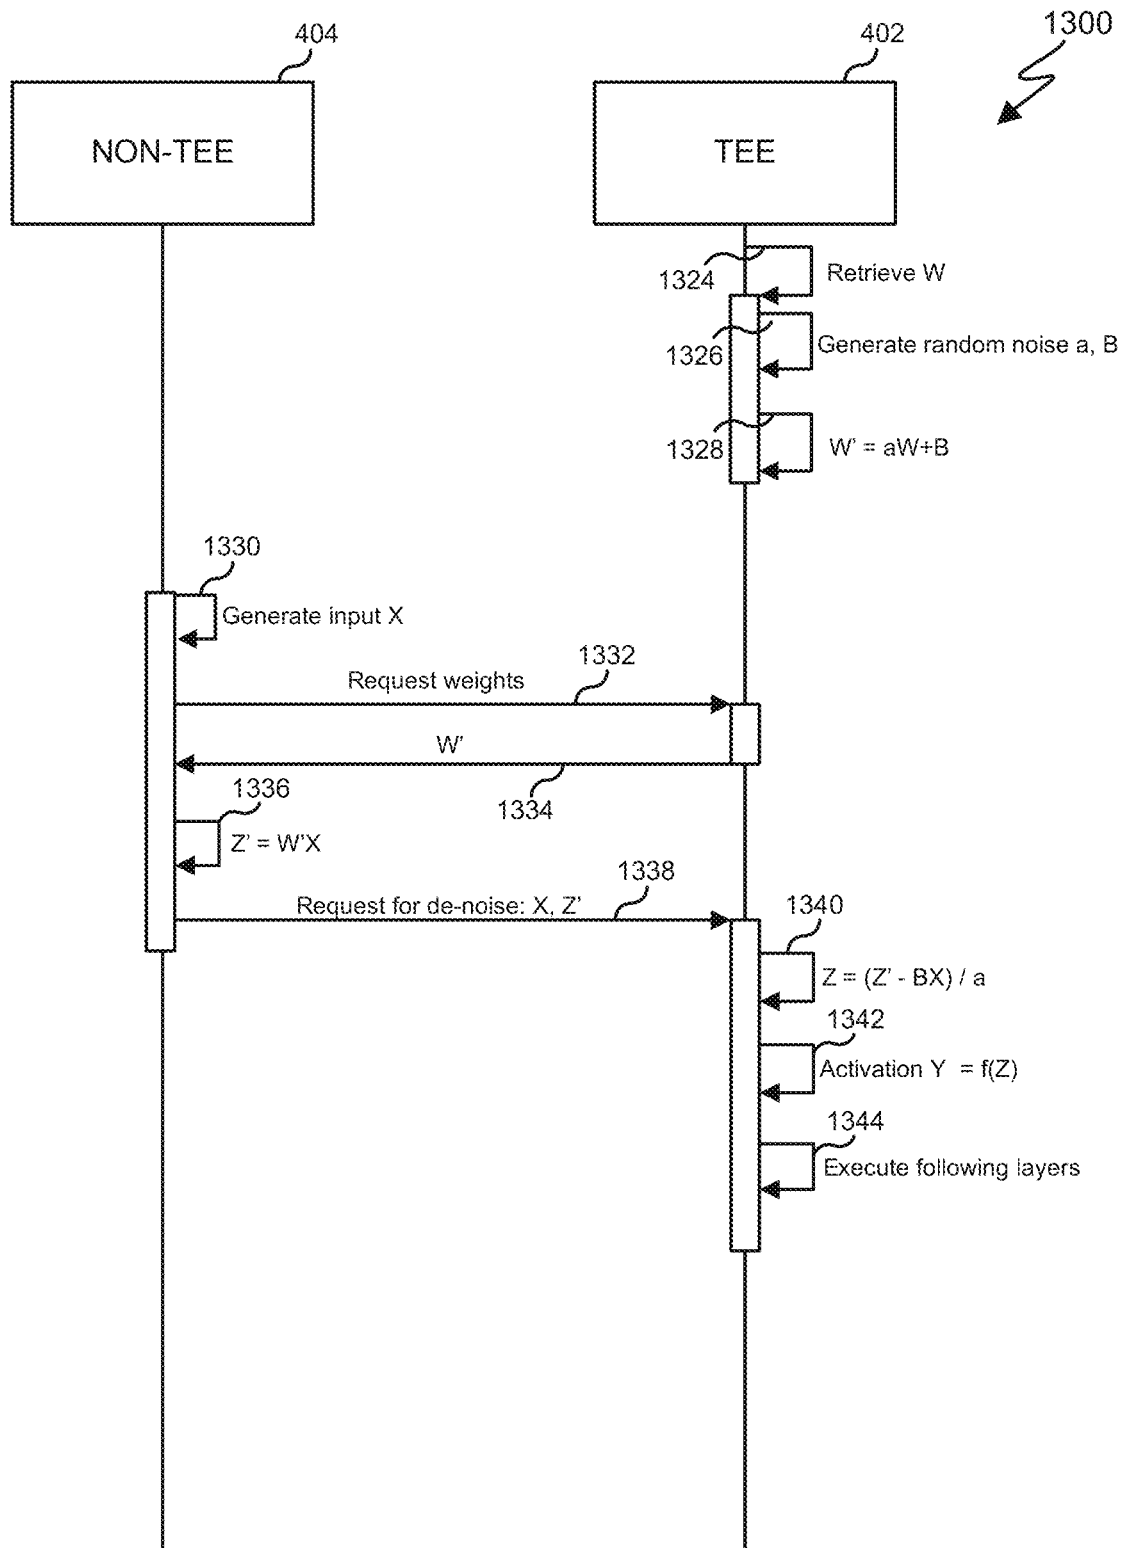 1300
404
402
NON-TEE
TEE
1324
Retrieve W
1326
Generate random noise a, B
1328
W' = aW+B
1330
Generate input X
1332
Request weights
W'
1334
1336
Z' = W'X
1338
Request for de-noise: X, Z'
1340
Z = (Z' - BX) / a
1342
Activation Y = f(Z)
1344
Execute following layers